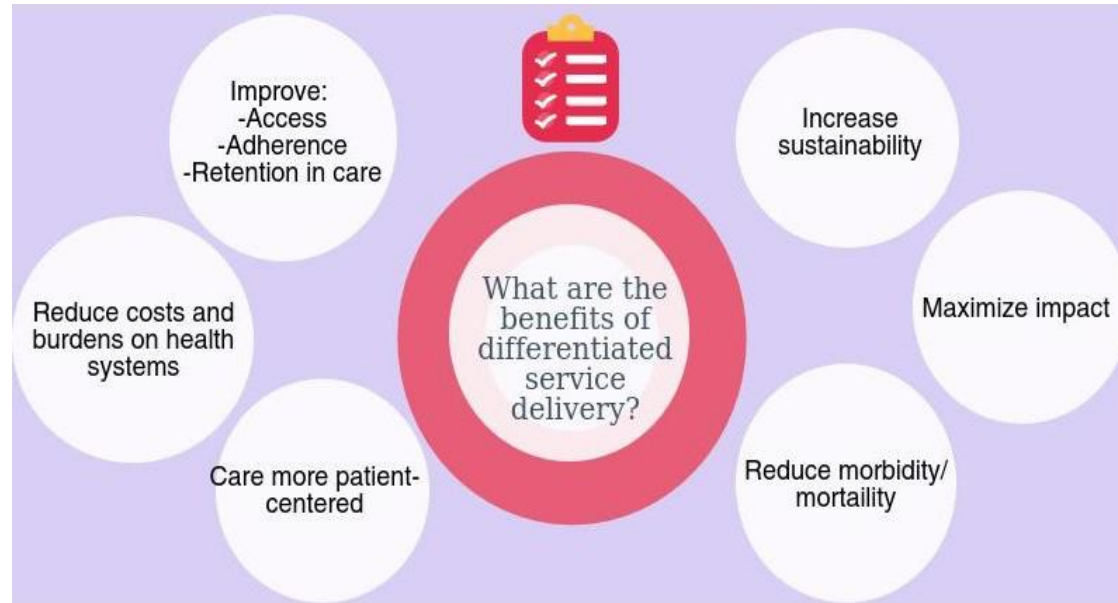 Improve:
-Access
-Adherence
-Retention in care
Reduce costs and
burdens on health
systems
Care more patient-
centered
What are the
benefits of
differentiated
service
delivery?
Increase
sustainability
Maximize impact
Reduce morbidity/
mortaility